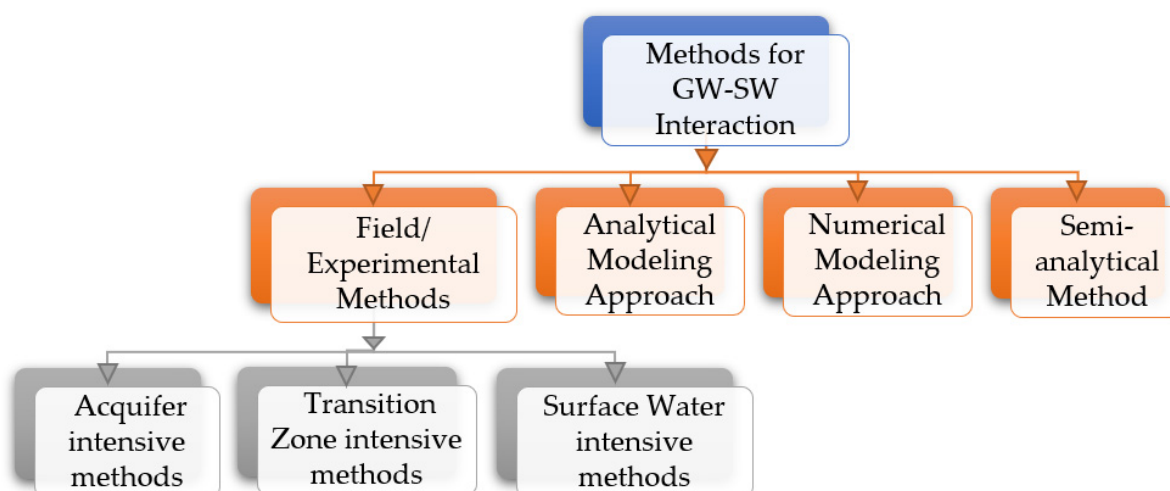 Methods for
GW-SW
Interaction
Field/
Experimental
Methods
Analytical
Modeling
Approach
Numerical
Modeling
Approach
Semi-
analytical
Method
Acquifer
intensive
methods
Transition
Zone intensive
methods
Surface Water
intensive
methods